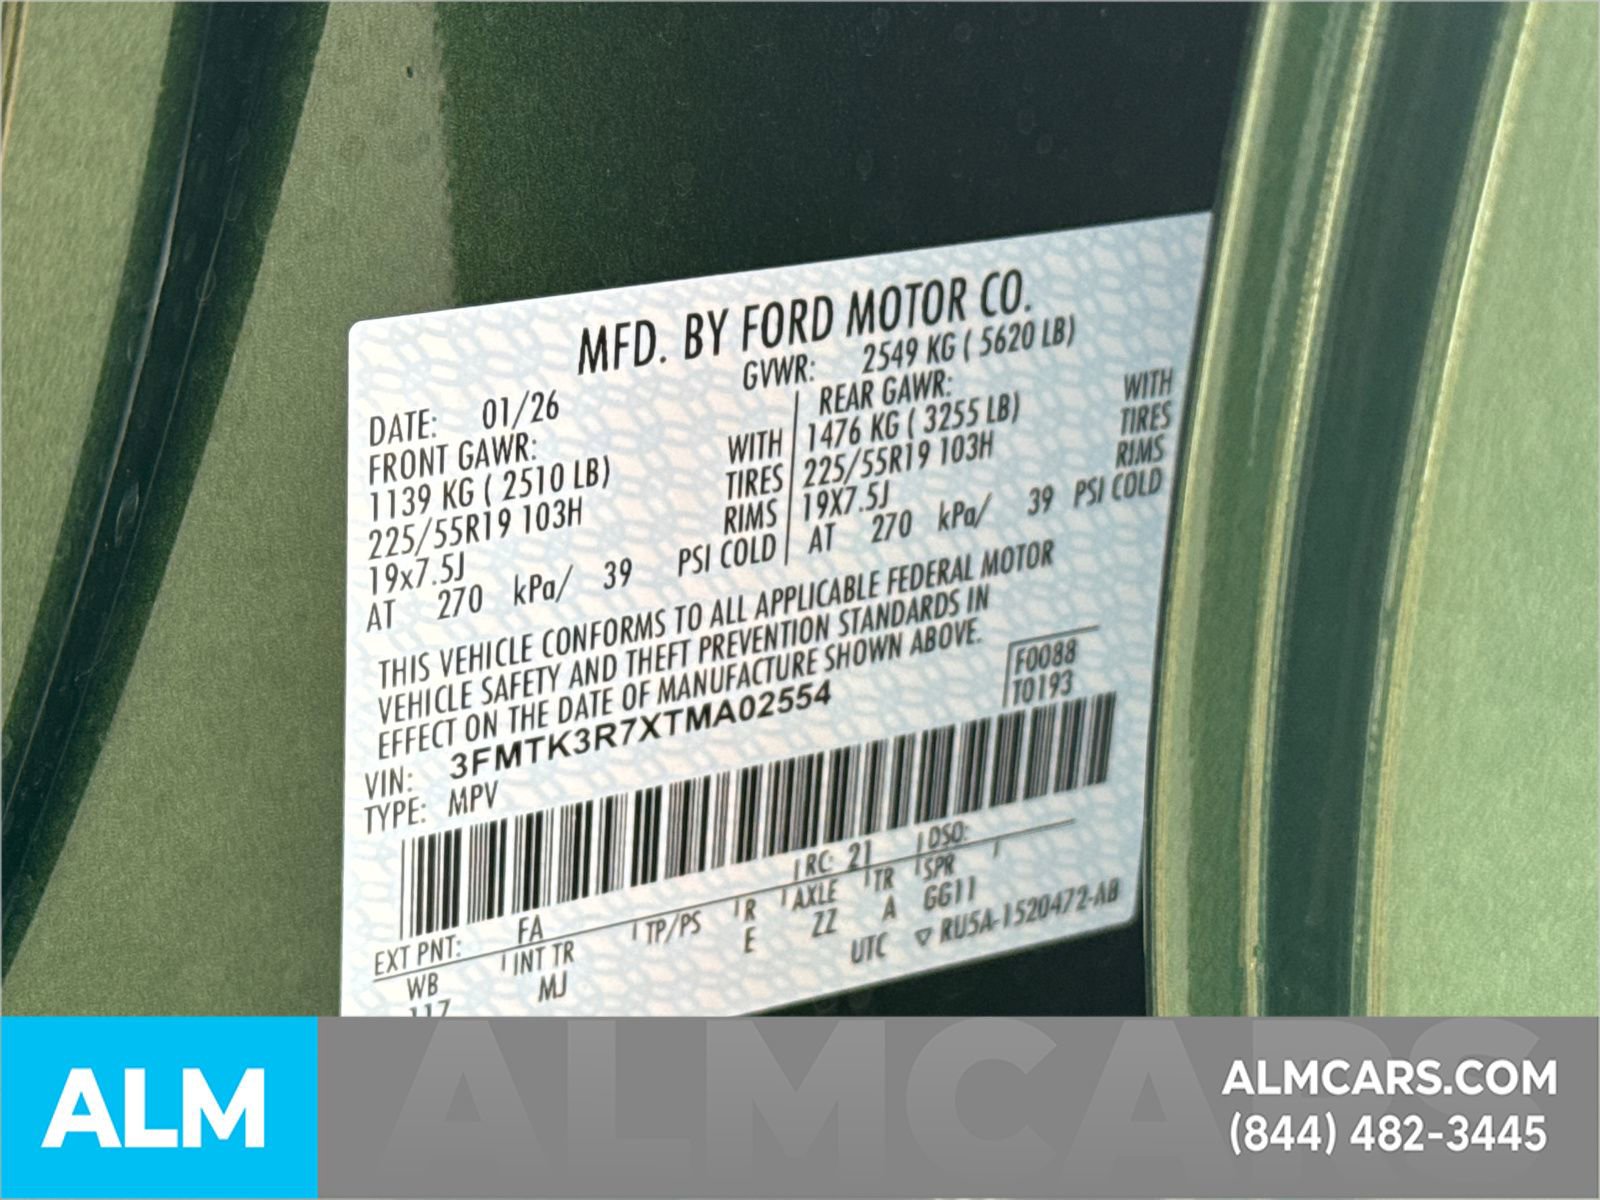 MFD. BY FORD MOTOR CO.
DATE: 01/26
GVWR: 2549 KG ( 5620 LB)
FRONT GAWR:
1139 KG ( 2510 LB) WITH
225/55R19 103H TIRES
19x7.5J RIMS
AT 270 kPa/ 39 PSI COLD
REAR GAWR:
1476 KG ( 3255 LB) WITH
225/55R19 103H TIRES
19X7.5J RIMS
AT 270 kPa/ 39 PSI COLD
THIS VEHICLE CONFORMS TO ALL APPLICABLE FEDERAL MOTOR
VEHICLE SAFETY AND THEFT PREVENTION STANDARDS IN
EFFECT ON THE DATE OF MANUFACTURE SHOWN ABOVE.
F0088
T0193
VIN: 3FMTK3R7XTMA02554
TYPE: MPV
EXT PNT: FA RC: 21 DSO:
WB INT TR TP/PS R AXLE TR SPR
117 MJ E ZZ A GG11
UTC ▽ RU5A-1520472-AB
ALMCARS
ALM
ALMCARS.COM
(844) 482-3445